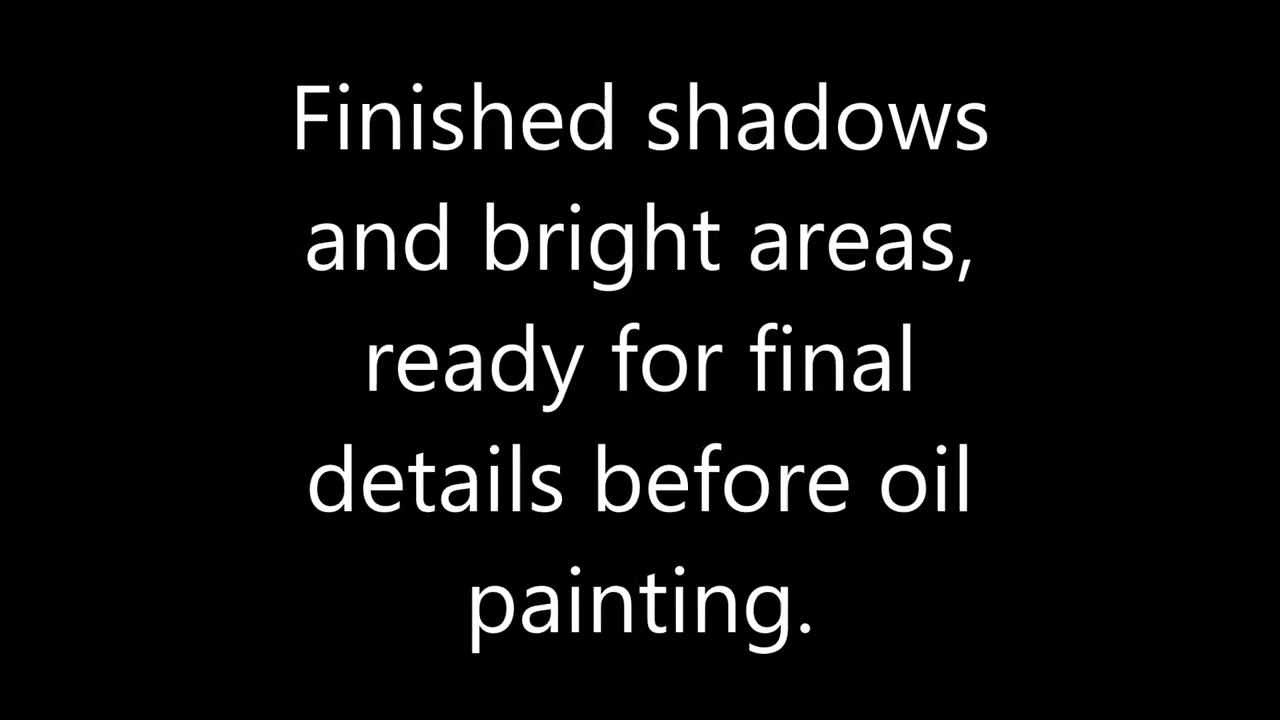 Finished shadows
and bright areas,
ready for final
details before oil
painting.